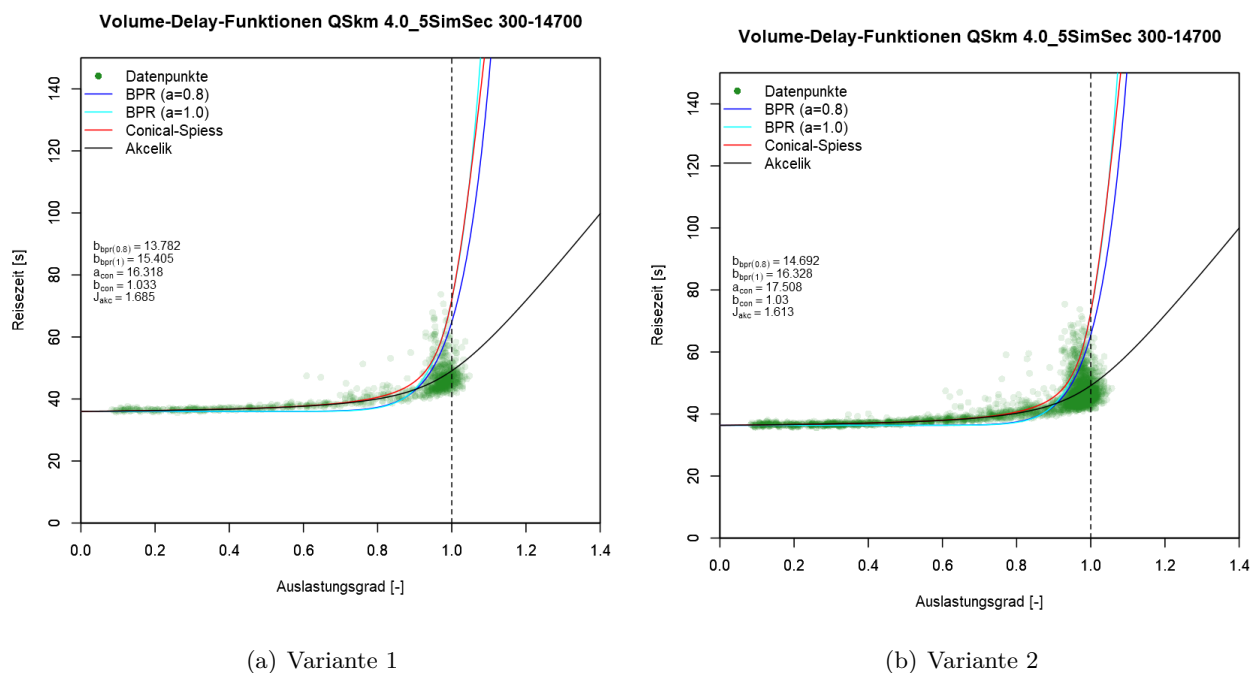 Volume-Delay-Funktionen QSkm 4.0_5SimSec 300-14700
Datenpunkte
BPR (a=0.8)
BPR (a=1.0)
Conical-Spiess
Akcelik
b_bpr(0.8) = 13.782
b_bpr(1) = 15.405
a_con = 16.318
b_con = 1.033
J_akc = 1.685
Reisezeit [s]
140
120
100
80
60
40
20
0
0.0 0.2 0.4 0.6 0.8 1.0 1.2 1.4
Auslastungsgrad [-]
(a) Variante 1
Volume-Delay-Funktionen QSkm 4.0_5SimSec 300-14700
Datenpunkte
BPR (a=0.8)
BPR (a=1.0)
Conical-Spiess
Akcelik
b_bpr(0.8) = 14.692
b_bpr(1) = 16.328
a_con = 17.508
b_con = 1.03
J_akc = 1.613
Reisezeit [s]
140
120
100
80
60
40
20
0
0.0 0.2 0.4 0.6 0.8 1.0 1.2 1.4
Auslastungsgrad [-]
(b) Variante 2